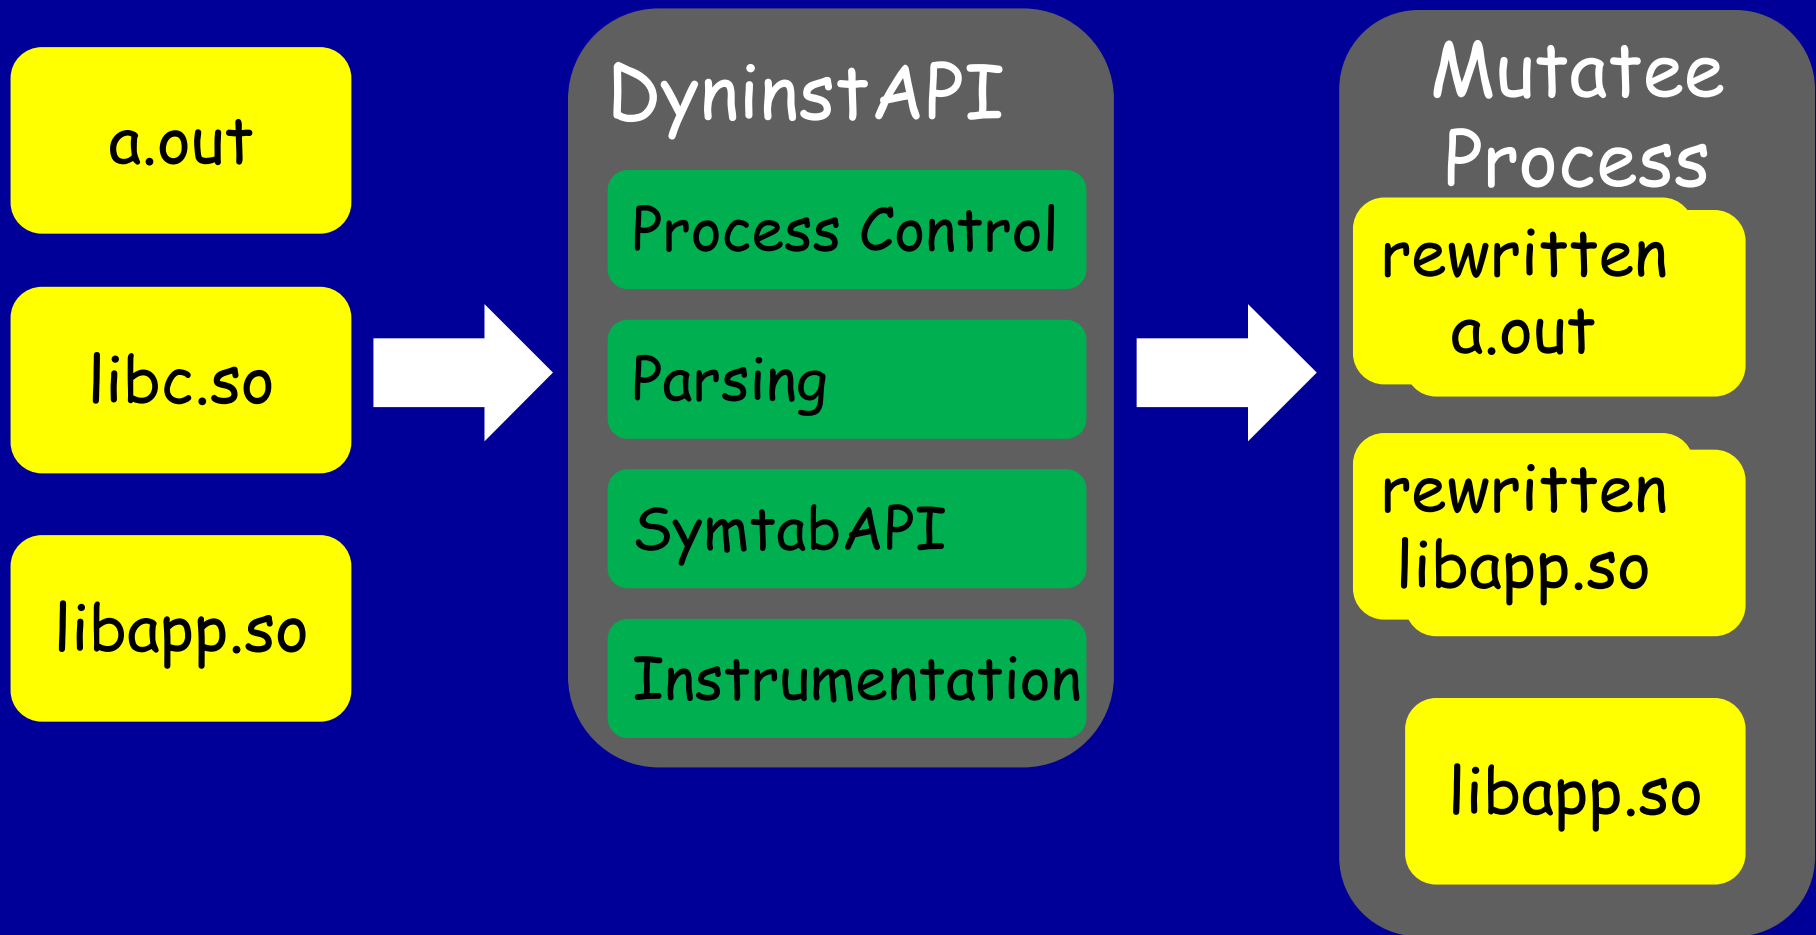 a.out
libc.so
libapp.so
DyninstAPI
Process Control
Parsing
SymtabAPI
Instrumentation
Mutatee
Process
rewritten
a.out
rewritten
libapp.so
libapp.so